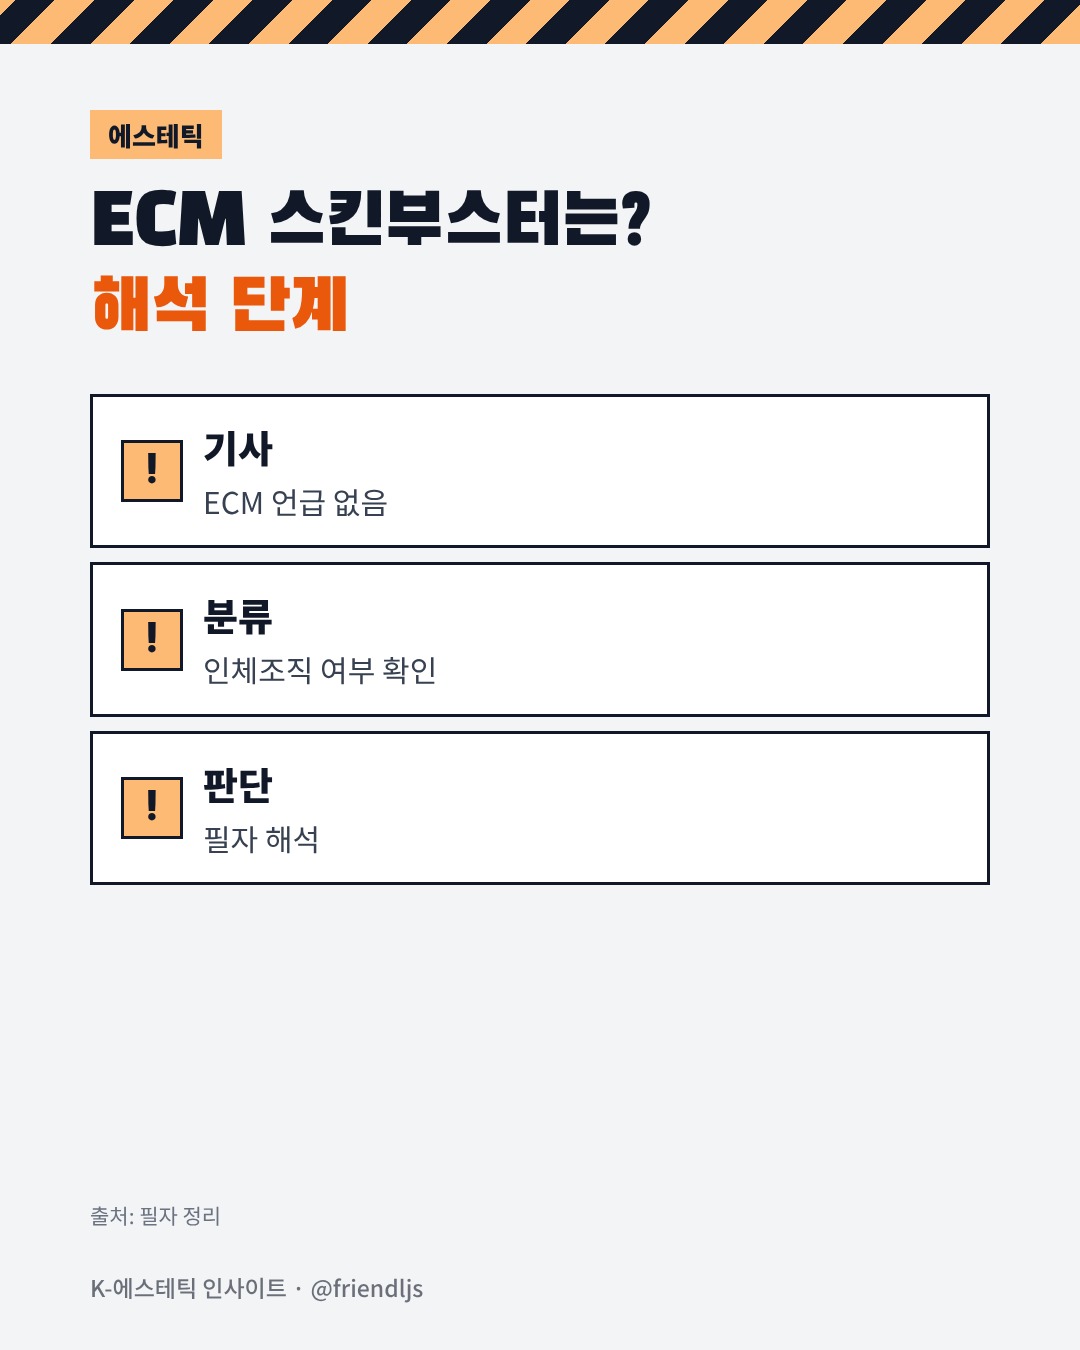 에스테틱
ECM 스킨부스터는?
해석 단계
!
기사
ECM 언급 없음
!
분류
인체조직 여부 확인
!
판단
필자 해석
출처: 필자 정리
K-에스테틱 인사이트 · @friendljs